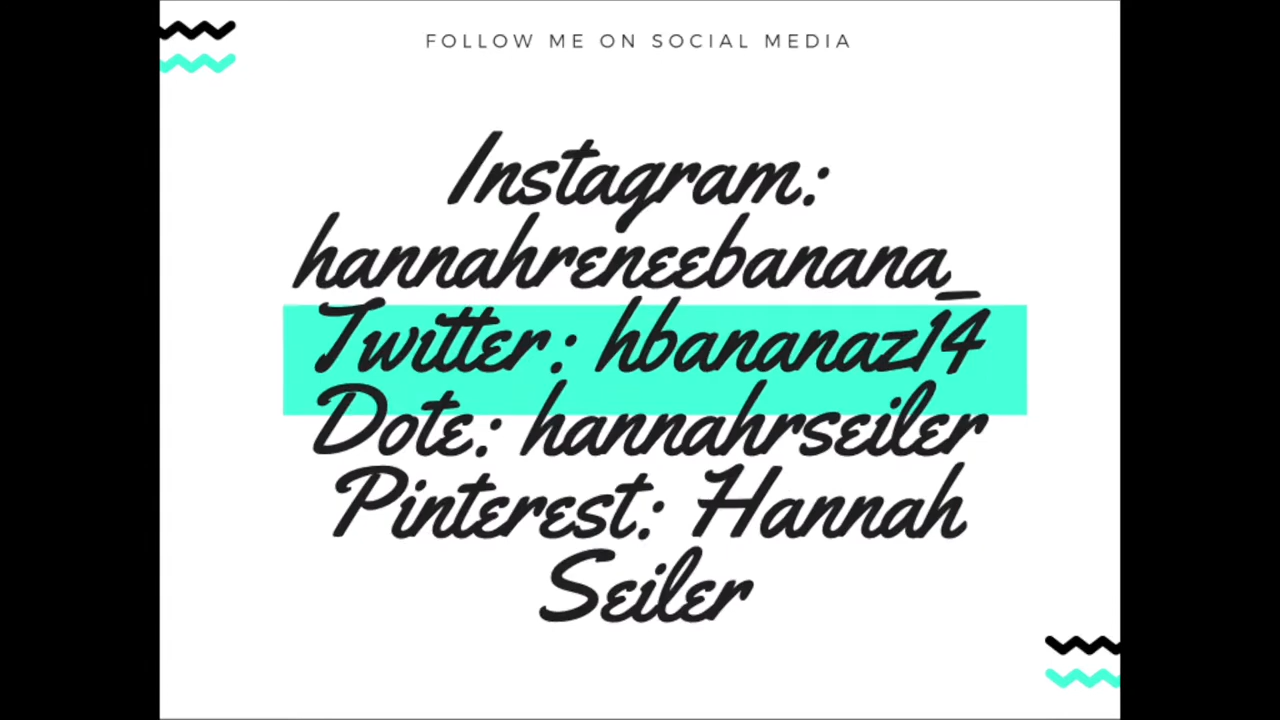 FOLLOW ME ON SOCIAL MEDIA
Instagram:
hannahreneebanana_
Twitter: hbananaz14
Dote: hannahrseiler
Pinterest: Hannah
Seiler